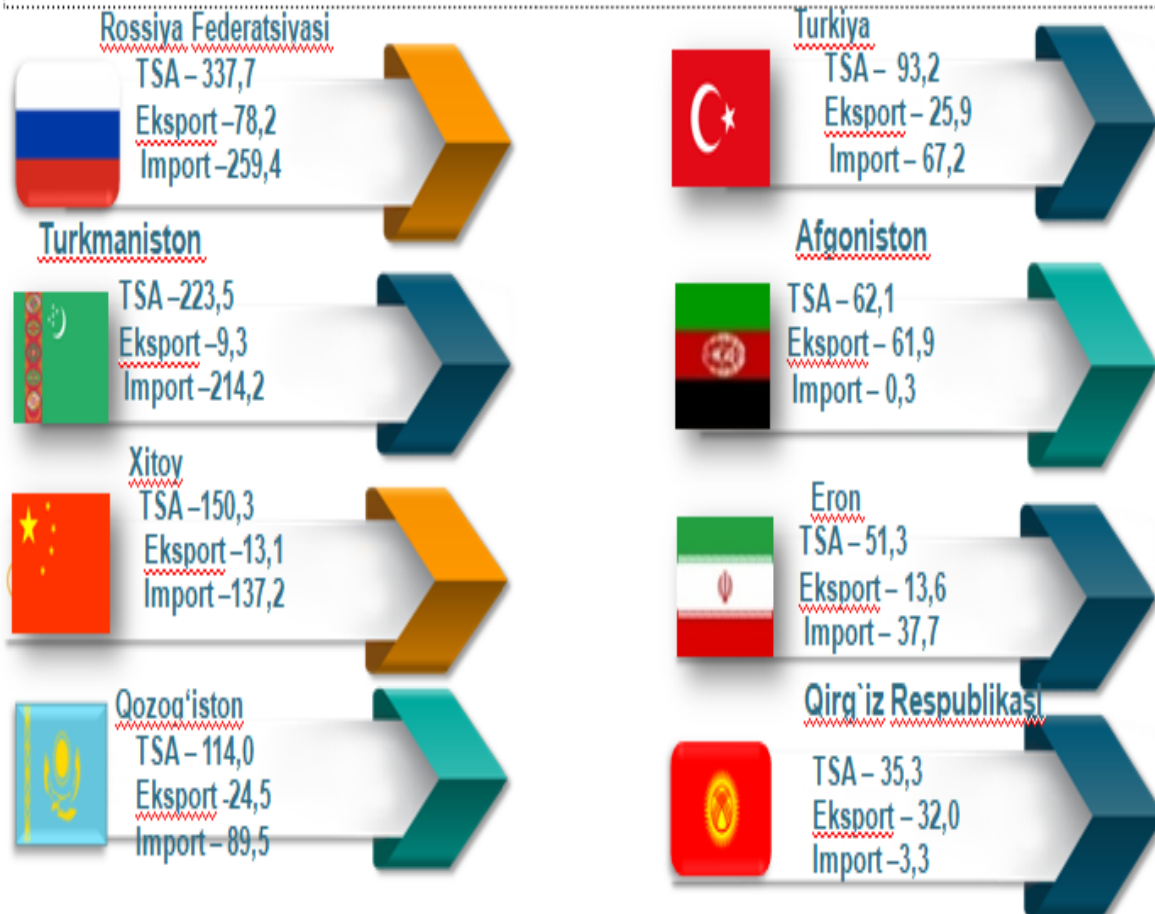 Rossiya Federatsivasi
TSA – 337,7
Eksport –78,2
Import –259,4
Turkmaniston
TSA –223,5
Eksport –9,3
Import –214,2
Xitoy
TSA –150,3
Eksport –13,1
Import –137,2
Qozog‘iston
TSA – 114,0
Eksport -24,5
Import – 89,5
Turkiya
TSA – 93,2
Eksport – 25,9
Import – 67,2
Afgoniston
TSA – 62,1
Eksport – 61,9
Import – 0,3
Eron
TSA – 51,3
Eksport – 13,6
Import – 37,7
Qirg`iz Respublikasi
TSA – 35,3
Eksport – 32,0
Import –3,3